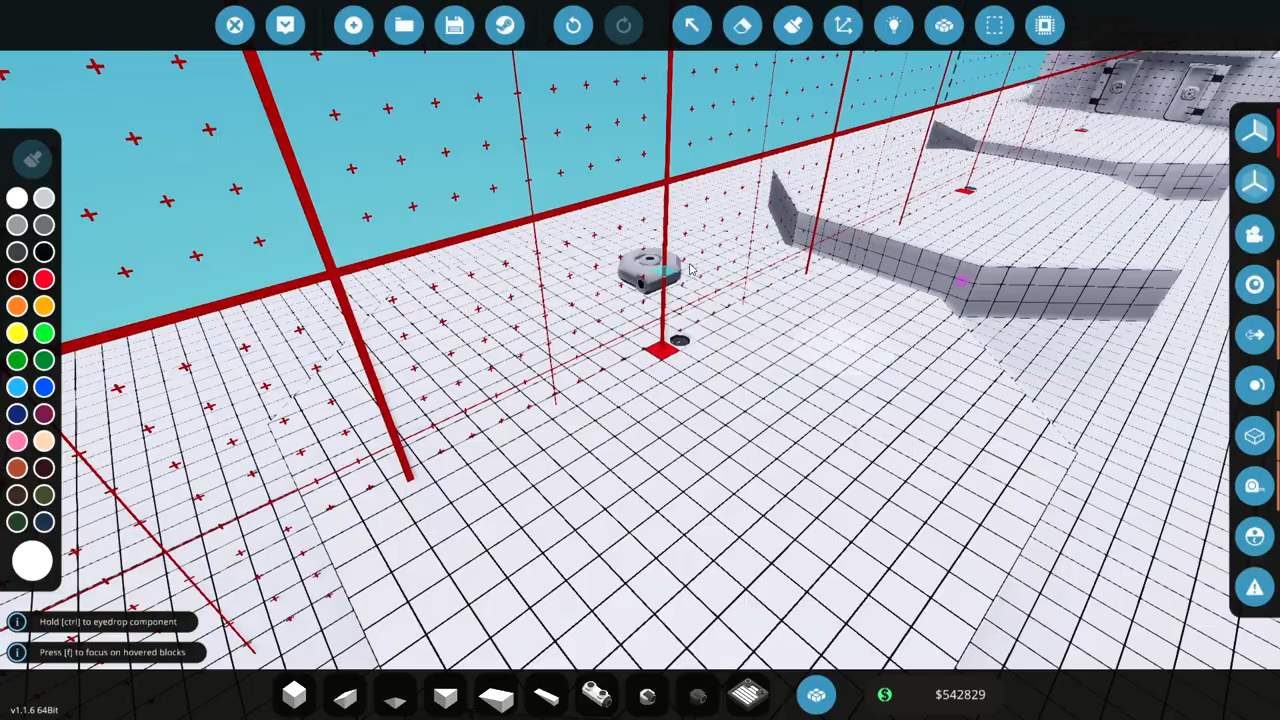 Hold [ctrl] to eyedrop component
Press [f] to focus on hovered blocks
$ $542829
v1.1.6 64Bit